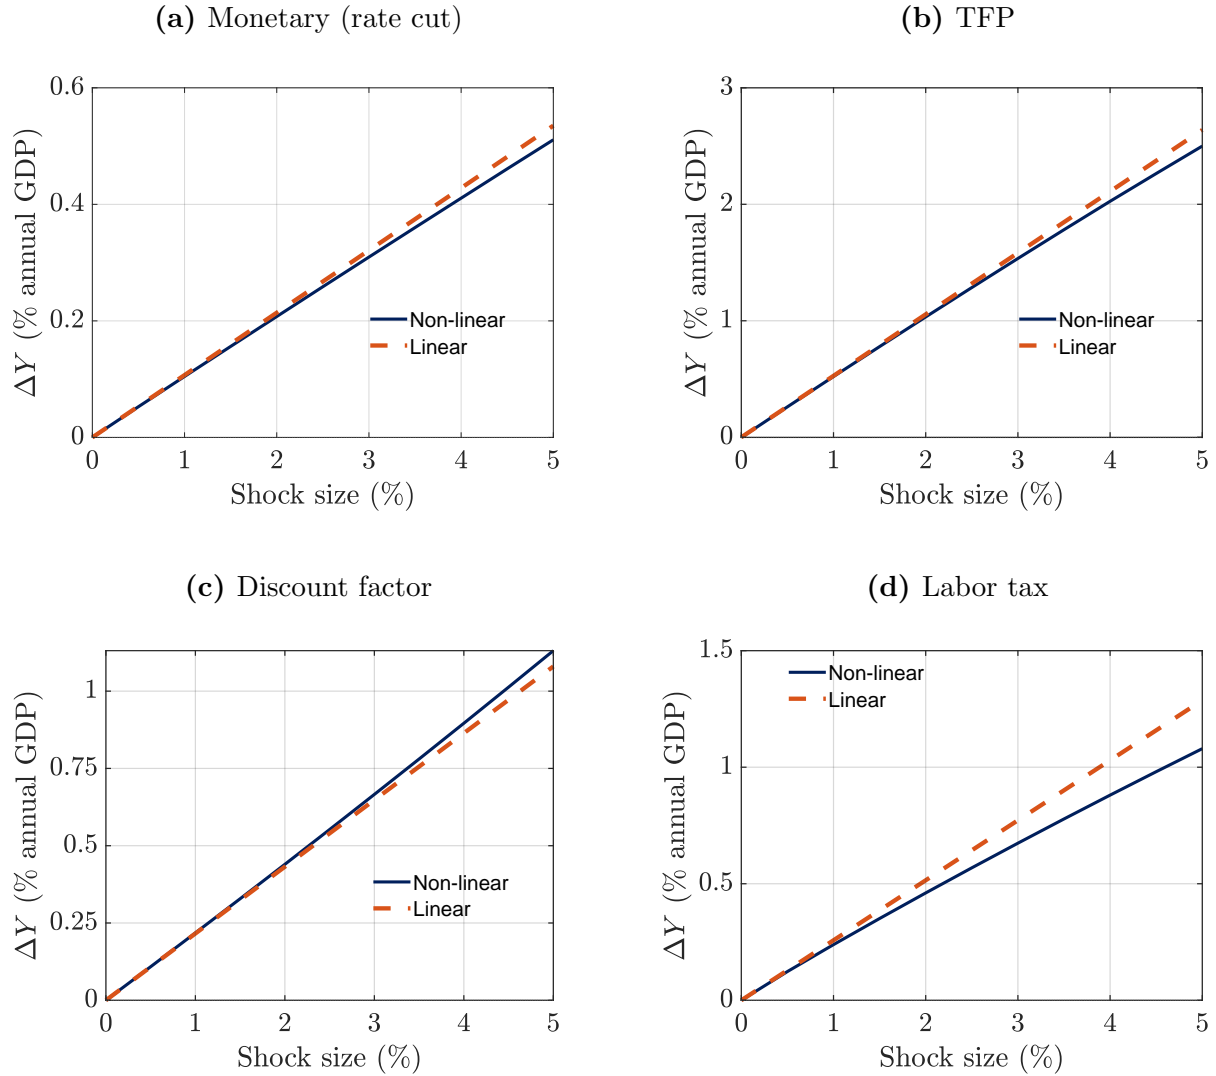 (a) Monetary (rate cut)
ΔY (% annual GDP)
0.6
0.4
0.2
0
0 1 2 3 4 5
Shock size (%)
Non-linear
Linear
(b) TFP
ΔY (% annual GDP)
3
2
1
0
0 1 2 3 4 5
Shock size (%)
Non-linear
Linear
(c) Discount factor
ΔY (% annual GDP)
1
0.75
0.5
0.25
0
0 1 2 3 4 5
Shock size (%)
Non-linear
Linear
(d) Labor tax
ΔY (% annual GDP)
1.5
1
0.5
0
0 1 2 3 4 5
Shock size (%)
Non-linear
Linear